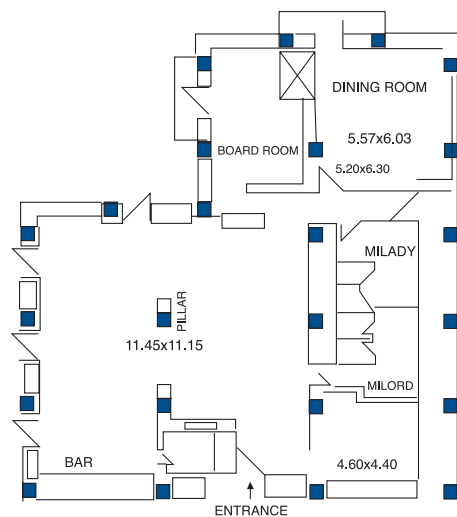 DINING ROOM
5.57x6.03
BOARD ROOM
5.20x6.30
MILADY
PILLAR
11.45x11.15
MILORD
BAR
4.60x4.40
ENTRANCE